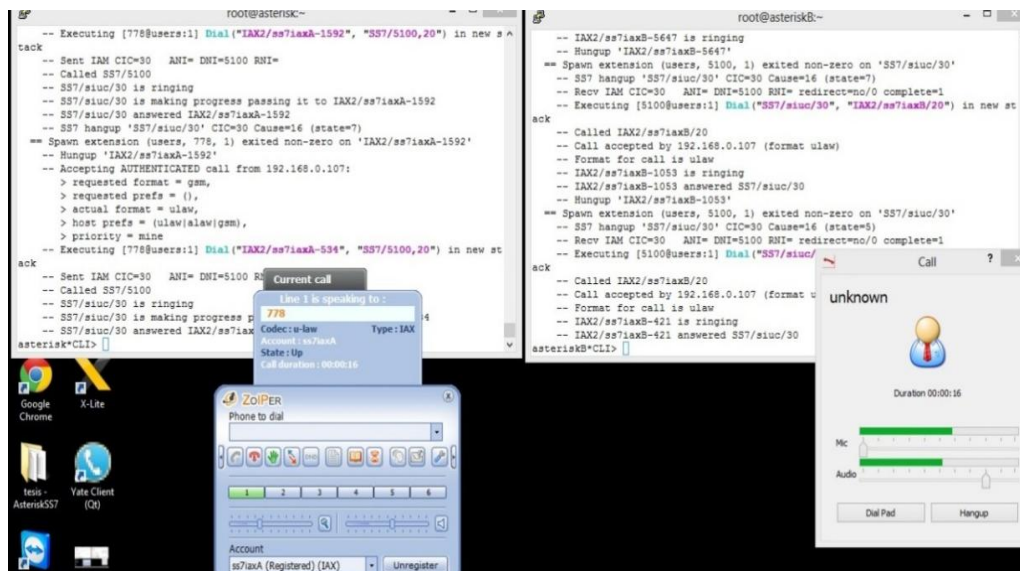 root@asterisk:~
-- Executing [778@users:1] Dial("IAX2/ss7iaxA-1592", "SS7/5100,20") in new s
tack
-- Sent IAM CIC=30 ANI= DNI=5100 RNI=
-- Called SS7/5100
-- SS7/siuc/30 is ringing
-- SS7/siuc/30 is making progress passing it to IAX2/ss7iaxA-1592
-- SS7/siuc/30 answered IAX2/ss7iaxA-1592
-- SS7 hangup 'SS7/siuc/30' CIC=30 Cause=16 (state=7)
== Spawn extension (users, 778, 1) exited non-zero on 'IAX2/ss7iaxA-1592'
-- Hungup 'IAX2/ss7iaxA-1592'
-- Accepting AUTHENTICATED call from 192.168.0.107:
> requested format = gsm,
> requested prefs = (),
> actual format = ulaw,
> host prefs = (ulaw|alaw|gsm),
> priority = mine
-- Executing [778@users:1] Dial("IAX2/ss7iaxA-534", "SS7/5100,20") in new st
ack
-- Sent IAM CIC=30 ANI= DNI=5100
-- Called SS7/5100
-- SS7/siuc/30 is ringing
-- SS7/siuc/30 is making progress p
-- SS7/siuc/30 answered IAX2/ss7iax
asterisk*CLI>
root@asteriskB:~
-- IAX2/ss7iaxB-5647 is ringing
-- Hungup 'IAX2/ss7iaxB-5647'
== Spawn extension (users, 5100, 1) exited non-zero on 'SS7/siuc/30'
-- SS7 hangup 'SS7/siuc/30' CIC=30 Cause=16 (state=7)
-- Recv IAM CIC=30 ANI= DNI=5100 RNI= redirect=no/0 complete=1
-- Executing [5100@users:1] Dial("SS7/siuc/30", "IAX2/ss7iaxB/20") in new st
ack
-- Called IAX2/ss7iaxB/20
-- Call accepted by 192.168.0.107 (format ulaw)
-- Format for call is ulaw
-- IAX2/ss7iaxB-1053 is ringing
-- IAX2/ss7iaxB-1053 answered SS7/siuc/30
-- Hungup 'IAX2/ss7iaxB-1053'
== Spawn extension (users, 5100, 1) exited non-zero on 'SS7/siuc/30'
-- SS7 hangup 'SS7/siuc/30' CIC=30 Cause=16 (state=5)
-- Recv IAM CIC=30 ANI= DNI=5100 RNI= redirect=no/0 complete=1
-- Executing [5100@users:1] Dial("SS7/siuc/
ack
-- Called IAX2/ss7iaxB/20
-- Call accepted by 192.168.0.107 (format u
-- Format for call is ulaw
-- IAX2/ss7iaxB-421 is ringing
-- IAX2/ss7iaxB-421 answered SS7/siuc/30
asteriskB*CLI>
Current call
Line 1 is speaking to :
778
Codec : u-law Type : IAX
Account : ss7iaxA
State : Up
Call duration : 00:00:16
ZOIPER
Phone to dial
1 2 3 4 5 6
Account
ss7iaxA (Registered) (IAX)
Unregister
Call
?
unknown
Duration 00:00:16
Mic
Audio
Dial Pad
Hangup
Google
Chrome
X-Lite
tesis -
AsteriskSS7
Yate Client
(Qt)